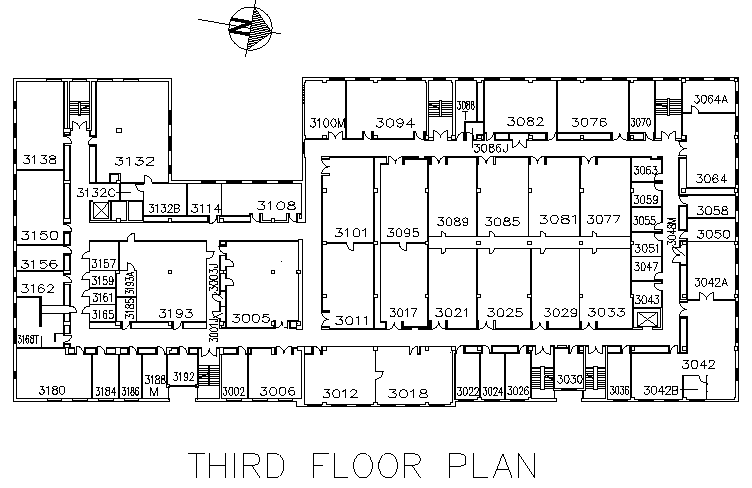 N
3100M 3094 3088 3082 3076 3070 3064A
3138 3132 3086J
3063 3064
3132C 3132B 3114 3108 3059 3058
3150 3101 3095 3089 3085 3081 3077 3055 3048M 3050
3156 3157 3051
3162 3159 3193A 3003J 3047 3042A
3161 3185 3193 3005 3043
3165 3001J 3011 3017 3021 3025 3029 3033
3168T
3180 3184 3186 3188 3192 3002 3006 3012 3018 3022 3024 3026 3030 3036 3042B 3042
M
THIRD FLOOR PLAN